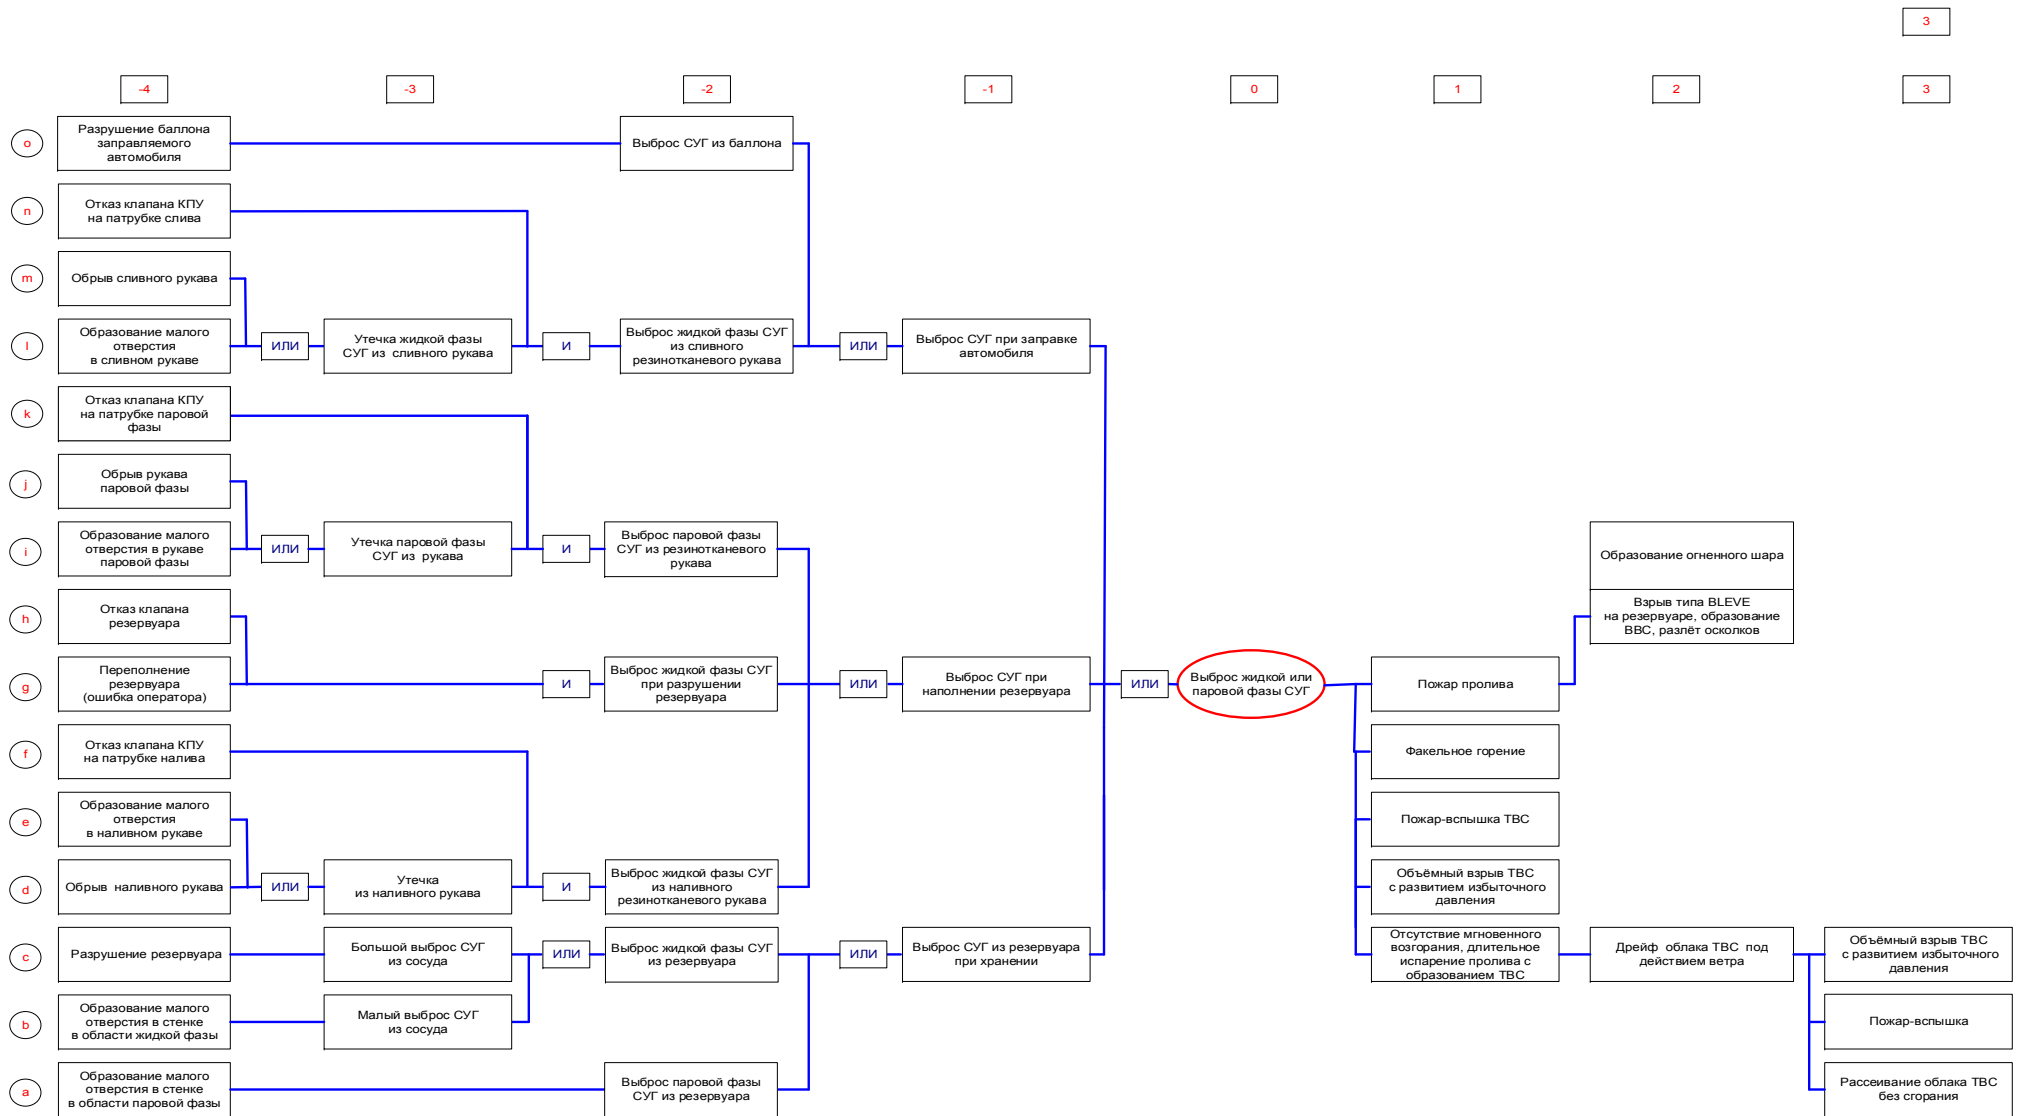 3
-4
-3
-2
-1
0
1
2
3
o
Разрушение баллона
заправляемого
автомобиля
Выброс СУГ из баллона
n
Отказ клапана КПУ
на патрубке слива
m
Обрыв сливного рукава
l
Образование малого
отверстия
в сливном рукаве
ИЛИ
Утечка жидкой фазы
СУГ из сливного рукава
И
Выброс жидкой фазы СУГ
из сливного
резинотканевого рукава
ИЛИ
Выброс СУГ при заправке
автомобиля
k
Отказ клапана КПУ
на патрубке паровой
фазы
j
Обрыв рукава
паровой фазы
i
Образование малого
отверстия в рукаве
паровой фазы
ИЛИ
Утечка паровой фазы
СУГ из рукава
И
Выброс паровой фазы
СУГ из резинотканевого
рукава
Образование огненного шара
h
Отказ клапана
резервуара
Взрыв типа BLEVE
на резервуаре, образование
ВВС, разлёт осколков
g
Переполнение
резервуара
(ошибка оператора)
И
Выброс жидкой фазы СУГ
при разрушении
резервуара
ИЛИ
Выброс СУГ при
наполнении резервуара
ИЛИ
Выброс жидкой или
паровой фазы СУГ
Пожар пролива
f
Отказ клапана КПУ
на патрубке налива
Факельное горение
e
Образование малого
отверстия
в наливном рукаве
Пожар-вспышка ТВС
d
Обрыв наливного рукава
ИЛИ
Утечка
из наливного рукава
И
Выброс жидкой фазы СУГ
из наливного
резинотканевого рукава
Объёмный взрыв ТВС
с развитием избыточного
давления
c
Разрушение резервуара
Большой выброс СУГ
из сосуда
ИЛИ
Выброс жидкой фазы СУГ
из резервуара
ИЛИ
Выброс СУГ из резервуара
при хранении
Отсутствие мгновенного
возгорания, длительное
испарение пролива с
образованием ТВС
Дрейф облака ТВС под
действием ветра
Объёмный взрыв ТВС
с развитием избыточного
давления
b
Образование малого
отверстия в стенке
в области жидкой фазы
Малый выброс СУГ
из сосуда
Пожар-вспышка
a
Образование малого
отверстия в стенке
в области паровой фазы
Выброс паровой фазы
СУГ из резервуара
Рассеивание облака ТВС
без сгорания